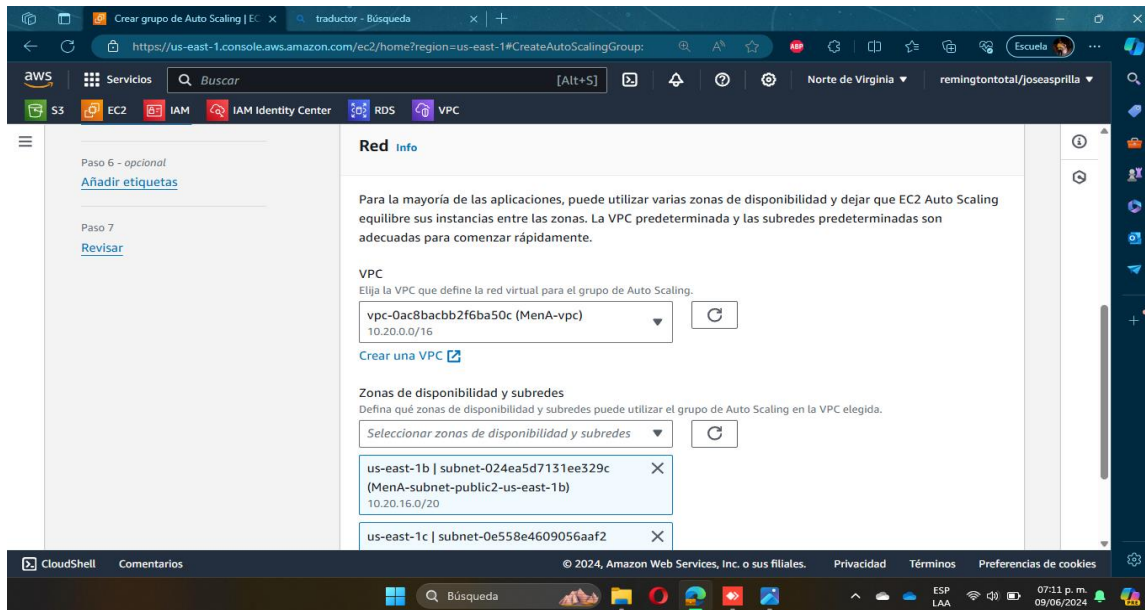 Crear grupo de Auto Scaling | EC
traductor - Búsqueda
https://us-east-1.console.aws.amazon.com/ec2/home?region=us-east-1#CreateAutoScalingGroup:
ABP
Escuela
aws
Servicios
Buscar
[Alt+S]
Norte de Virginia
remingtontotal/joseasprilla
S3
EC2
IAM
IAM Identity Center
RDS
VPC
Paso 6 - opcional
Añadir etiquetas
Paso 7
Revisar
Red Info
Para la mayoría de las aplicaciones, puede utilizar varias zonas de disponibilidad y dejar que EC2 Auto Scaling
equilibre sus instancias entre las zonas. La VPC predeterminada y las subredes predeterminadas son
adecuadas para comenzar rápidamente.
VPC
Elija la VPC que define la red virtual para el grupo de Auto Scaling.
vpc-0ac8bacbb2f6ba50c (MenA-vpc)
10.20.0.0/16
Crear una VPC
Zonas de disponibilidad y subredes
Defina qué zonas de disponibilidad y subredes puede utilizar el grupo de Auto Scaling en la VPC elegida.
Seleccionar zonas de disponibilidad y subredes
us-east-1b | subnet-024ea5d7131ee329c
(MenA-subnet-public2-us-east-1b)
10.20.16.0/20
us-east-1c | subnet-0e558e4609056aaf2
CloudShell
Comentarios
© 2024, Amazon Web Services, Inc. o sus filiales.
Privacidad
Términos
Preferencias de cookies
Búsqueda
ESP
LAA
07:11 p. m.
09/06/2024